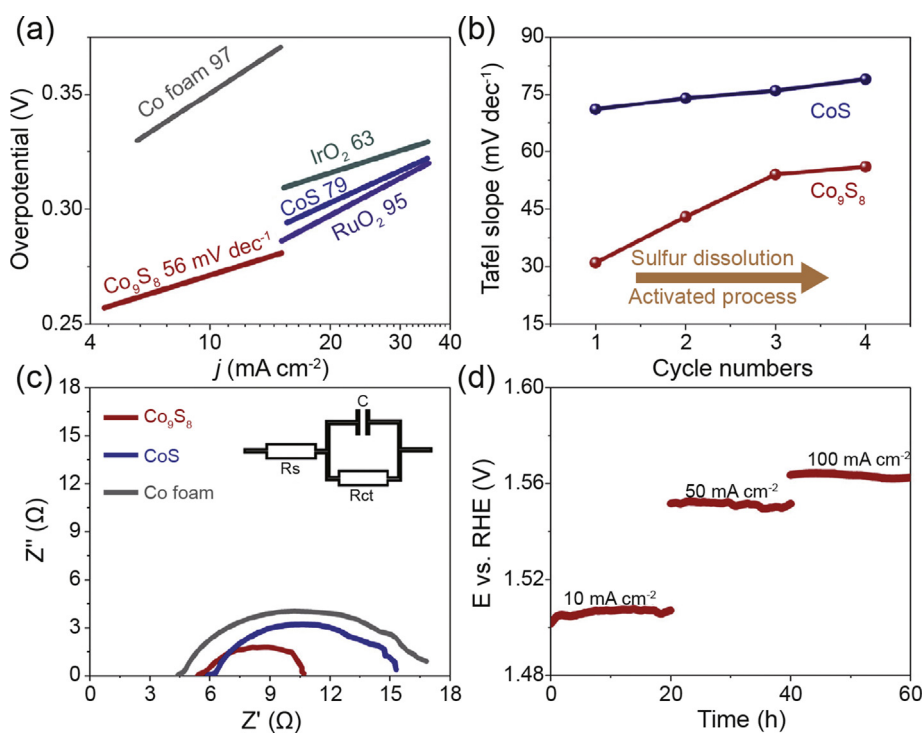 (a)
Overpotential (V)
0.35
0.30
0.25
Co foam 97
IrO₂ 63
CoS 79
RuO₂ 95
Co₉S₈ 56 mV dec⁻¹
4 10 20 40
j (mA cm⁻²)
(b)
Tafel slope (mV dec⁻¹)
90
75
60
45
30
15
CoS
Co₉S₈
Sulfur dissolution
Activated process
1 2 3 4
Cycle numbers
(c)
Z'' (Ω)
18
15
12
9
6
3
0
Co₉S₈
CoS
Co foam
C
Rs
Rct
0 3 6 9 12 15 18
Z' (Ω)
(d)
E vs. RHE (V)
1.60
1.56
1.52
1.48
10 mA cm⁻²
50 mA cm⁻²
100 mA cm⁻²
0 20 40 60
Time (h)